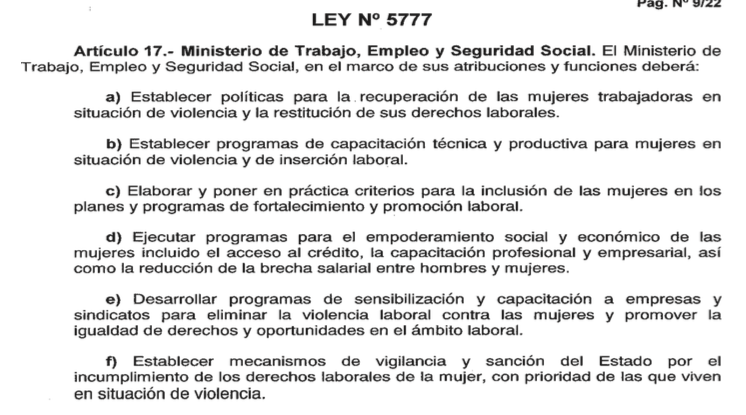 Pág. Nº 9/22
LEY Nº 5777
Artículo 17.- Ministerio de Trabajo, Empleo y Seguridad Social. El Ministerio de
Trabajo, Empleo y Seguridad Social, en el marco de sus atribuciones y funciones deberá:
a) Establecer políticas para la recuperación de las mujeres trabajadoras en
situación de violencia y la restitución de sus derechos laborales.
b) Establecer programas de capacitación técnica y productiva para mujeres en
situación de violencia y de inserción laboral.
c) Elaborar y poner en práctica criterios para la inclusión de las mujeres en los
planes y programas de fortalecimiento y promoción laboral.
d) Ejecutar programas para el empoderamiento social y económico de las
mujeres incluido el acceso al crédito, la capacitación profesional y empresarial, así
como la reducción de la brecha salarial entre hombres y mujeres.
e) Desarrollar programas de sensibilización y capacitación a empresas y
sindicatos para eliminar la violencia laboral contra las mujeres y promover la
igualdad de derechos y oportunidades en el ámbito laboral.
f) Establecer mecanismos de vigilancia y sanción del Estado por el
incumplimiento de los derechos laborales de la mujer, con prioridad de las que viven
en situación de violencia.